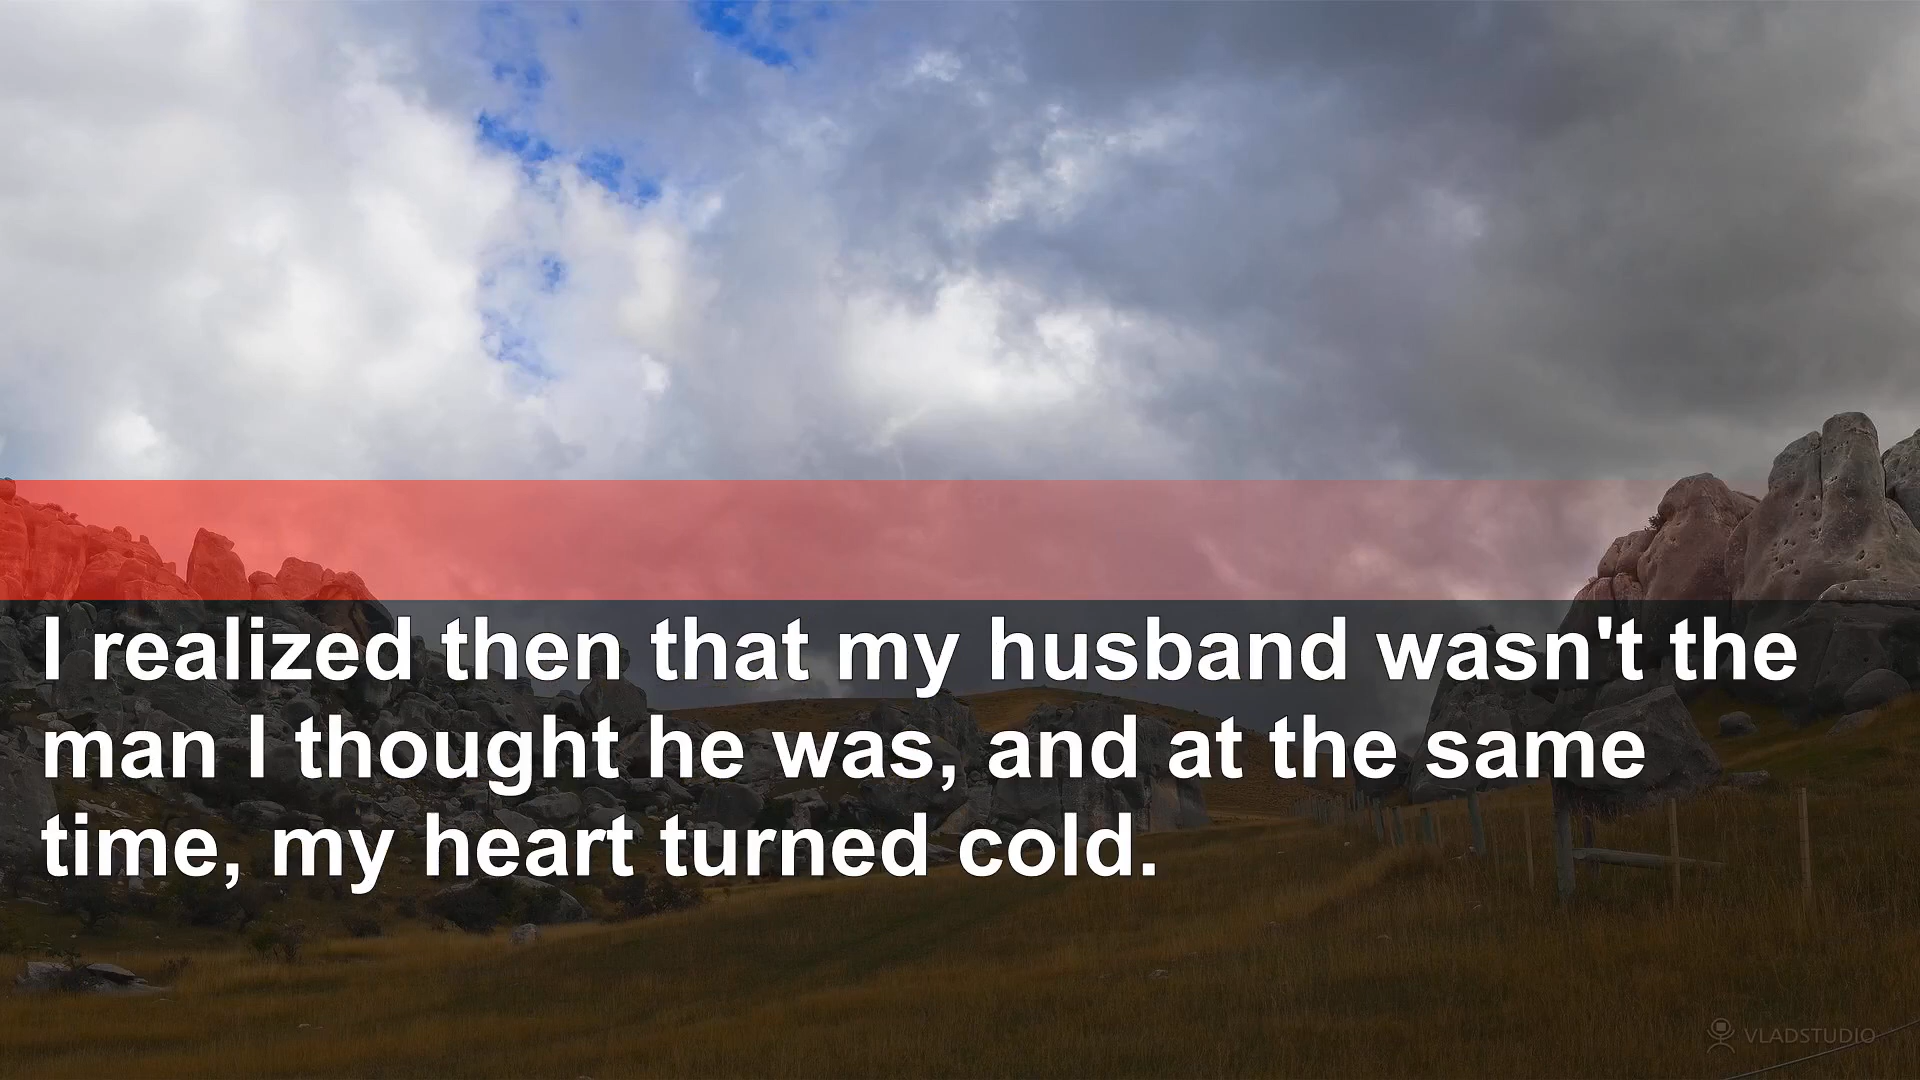 I realized then that my husband wasn't the
man I thought he was, and at the same
time, my heart turned cold.
VLADSTUDIO